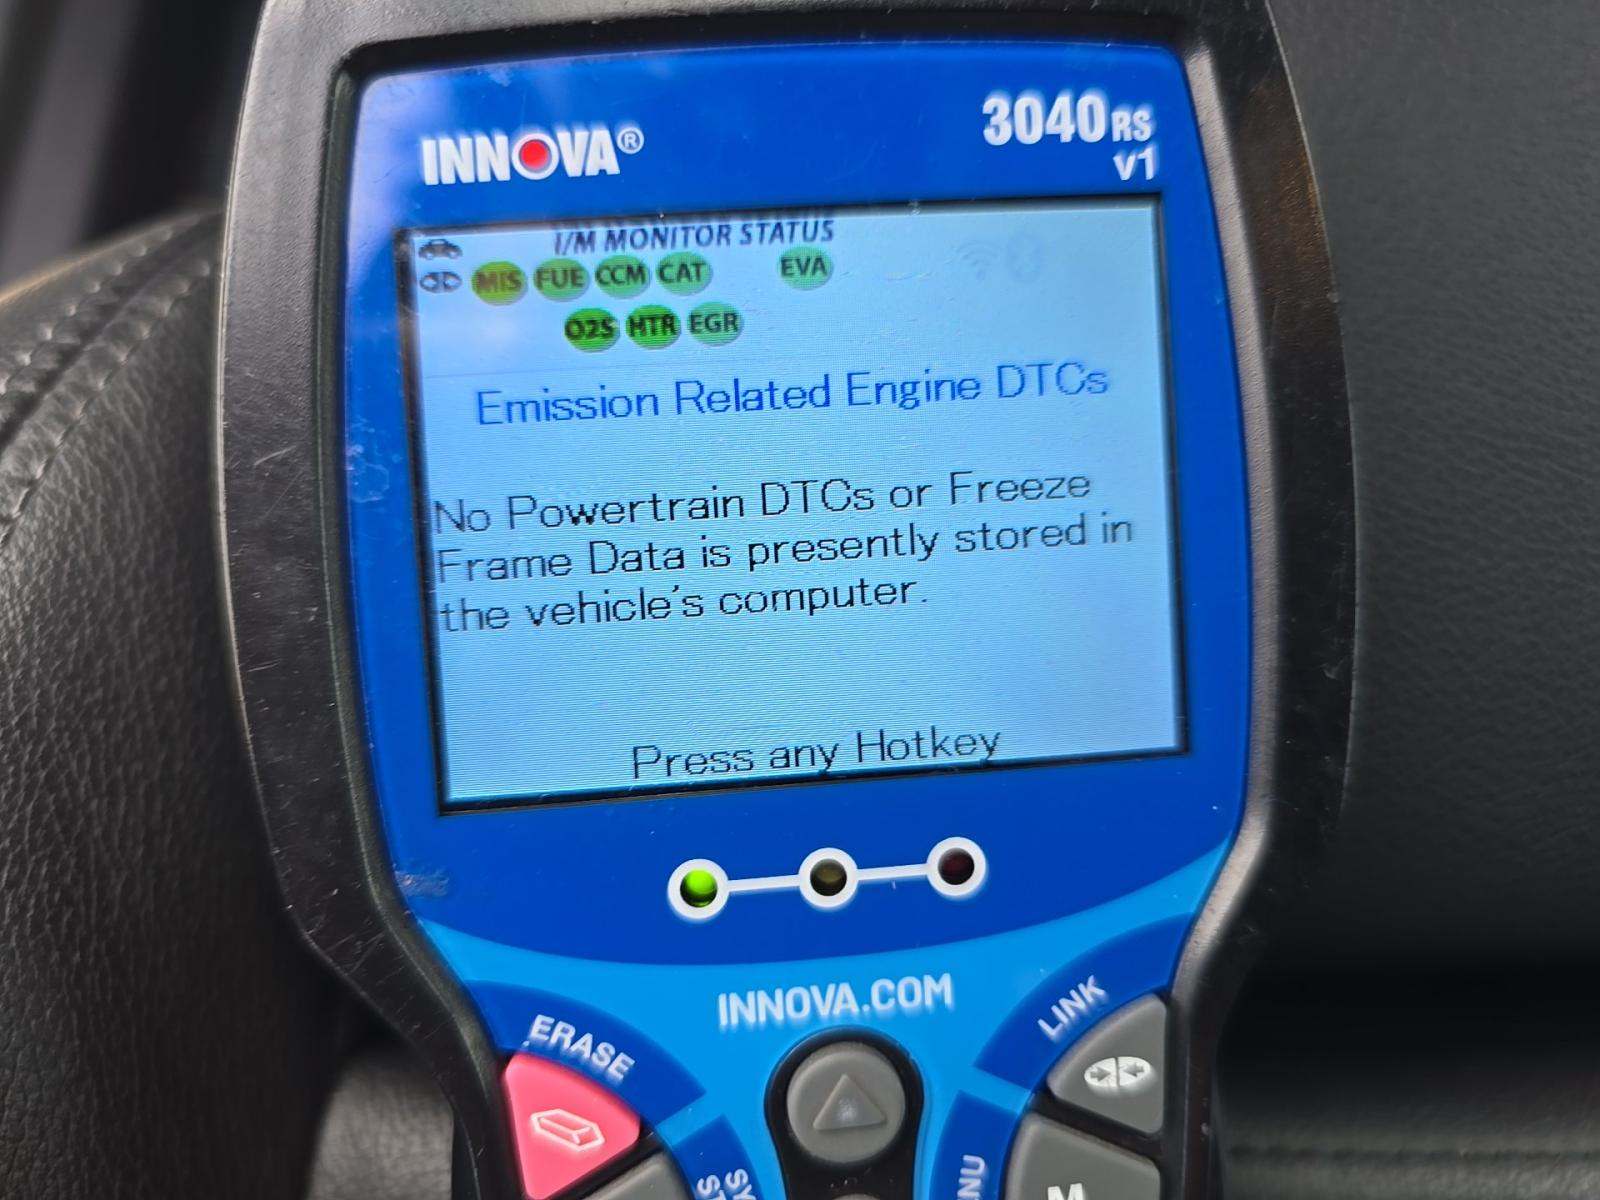 INNOVA®
3040RS
v1
I/M MONITOR STATUS
MIS FUE CCM CAT EVA
O2S HTR EGR
Emission Related Engine DTCs
No Powertrain DTCs or Freeze
Frame Data is presently stored in
the vehicle's computer.
Press any Hotkey
INNOVA.COM
ERASE
LINK
M